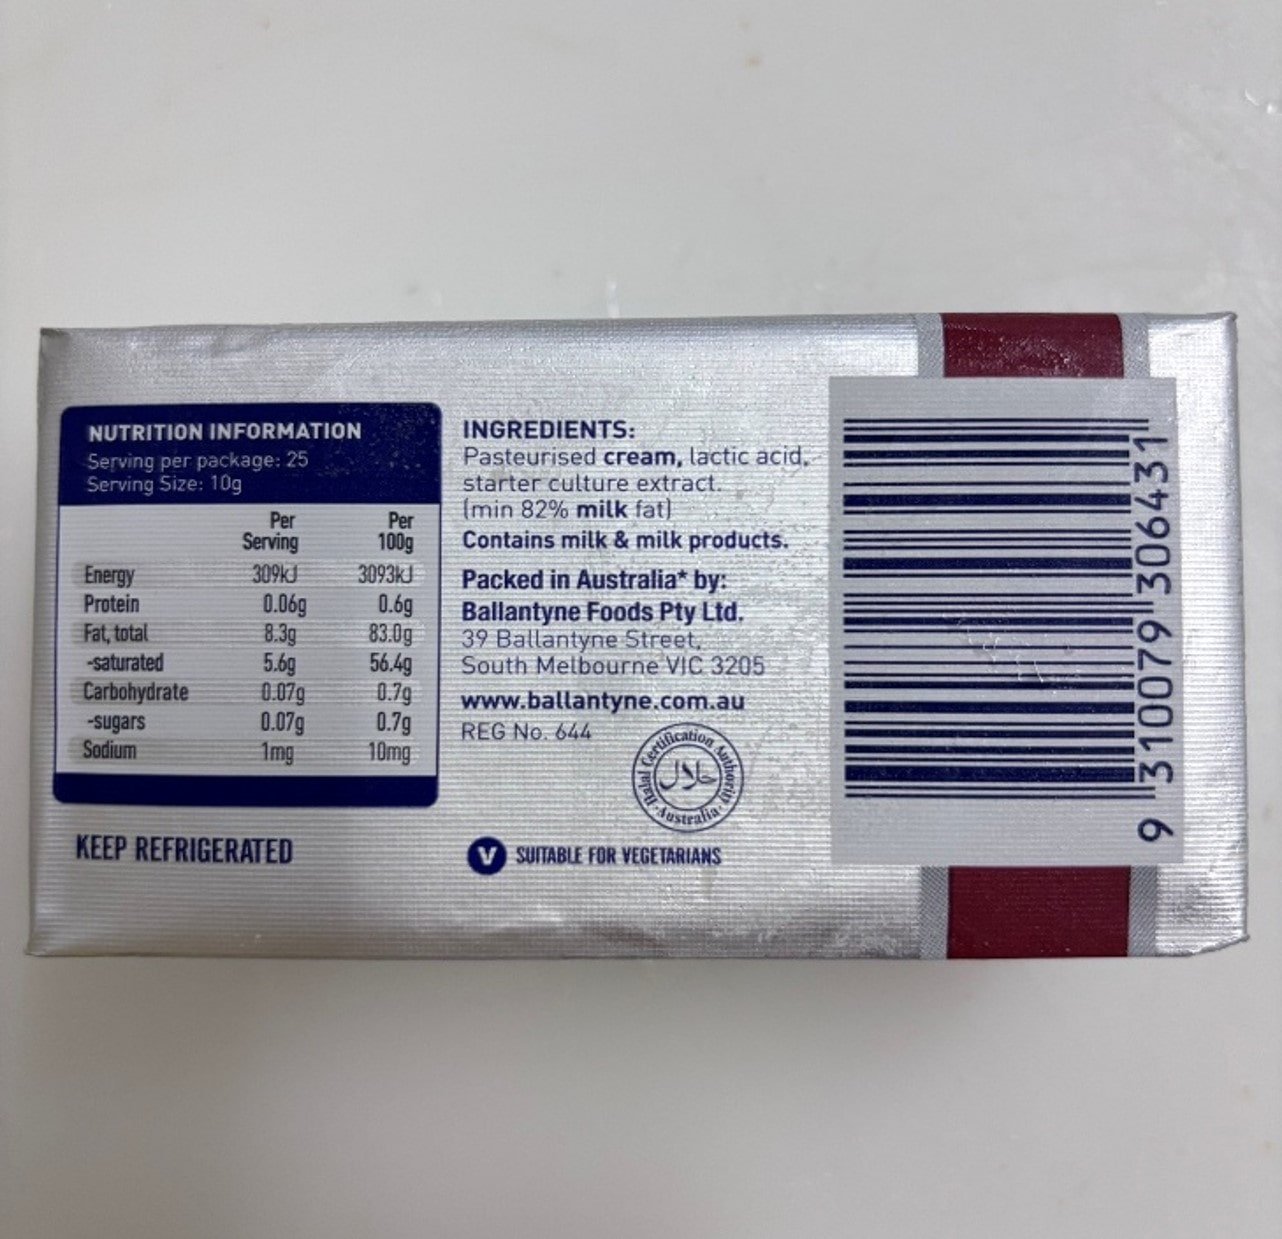 NUTRITION INFORMATION
Serving per package: 25
Serving Size: 10g
Per Serving Per 100g
Energy 309kJ 3093kJ
Protein 0.06g 0.6g
Fat, total 8.3g 83.0g
-saturated 5.6g 56.4g
Carbohydrate 0.07g 0.7g
-sugars 0.07g 0.7g
Sodium 1mg 10mg
KEEP REFRIGERATED
INGREDIENTS:
Pasteurised cream, lactic acid,
starter culture extract.
(min 82% milk fat)
Contains milk & milk products.
Packed in Australia* by:
Ballantyne Foods Pty Ltd.
39 Ballantyne Street,
South Melbourne VIC 3205
www.ballantyne.com.au
REG No. 644
Halal Certification Authority
حلال
Australia
V SUITABLE FOR VEGETARIANS
9 310079 306431